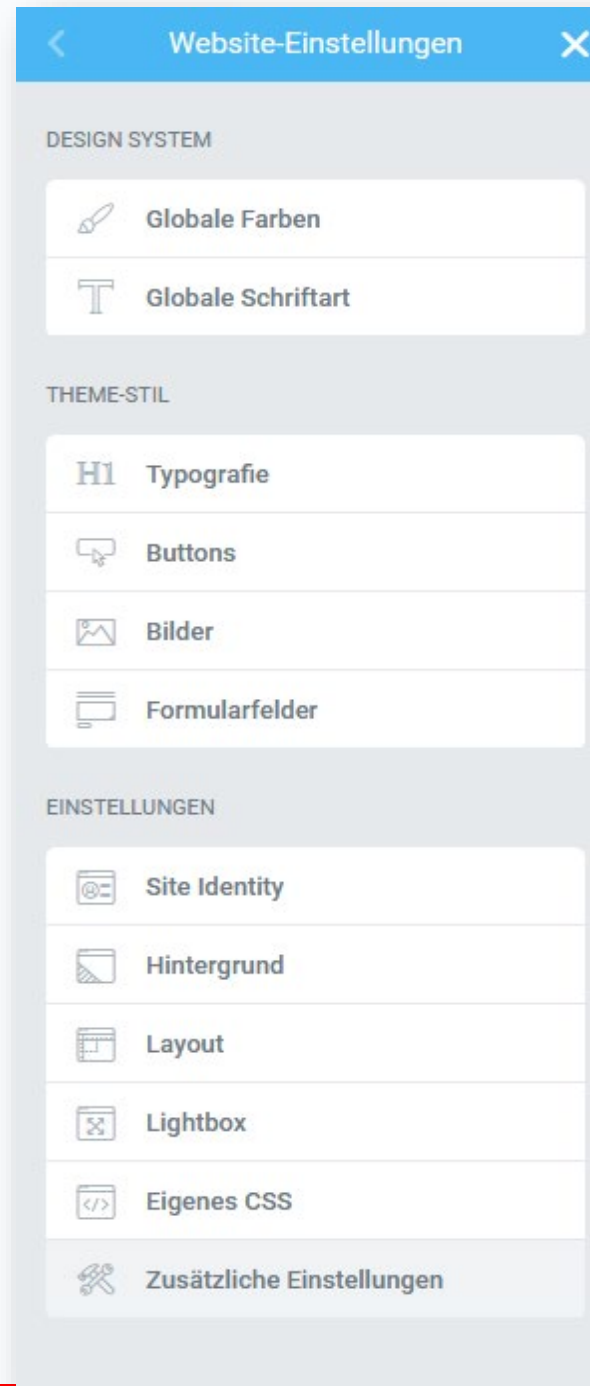 Website-Einstellungen
DESIGN SYSTEM
Globale Farben
T Globale Schriftart
THEME-STIL
H1 Typografie
Buttons
Bilder
Formularfelder
EINSTELLUNGEN
Site Identity
Hintergrund
Layout
Lightbox
</> Eigenes CSS
Zusätzliche Einstellungen